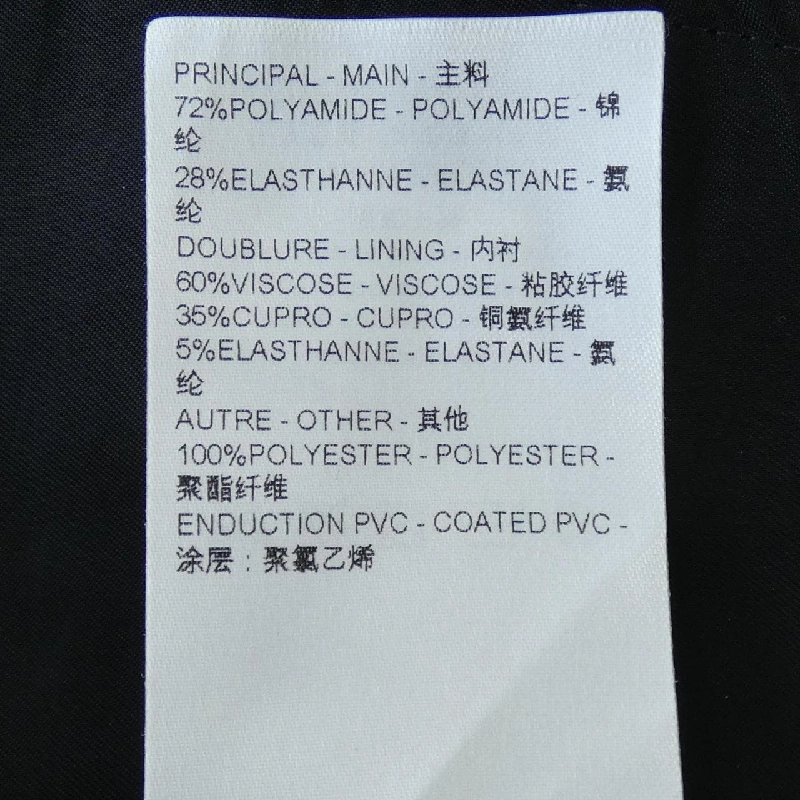 PRINCIPAL - MAIN - 主料
72%POLYAMIDE - POLYAMIDE - 锦
纶
28%ELASTHANNE - ELASTANE - 氨
纶
DOUBLURE - LINING - 内衬
60%VISCOSE - VISCOSE - 粘胶纤维
35%CUPRO - CUPRO - 铜氨纤维
5%ELASTHANNE - ELASTANE - 氨
纶
AUTRE - OTHER - 其他
100%POLYESTER - POLYESTER -
聚酯纤维
ENDUCTION PVC - COATED PVC -
涂层：聚氯乙烯